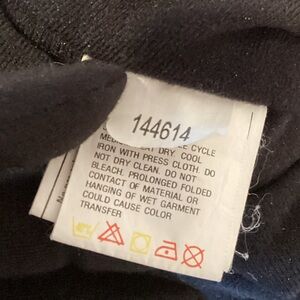 144614
CYCLE
DRY COOL
IRON WITH PRESS CLOTH. DO
NOT DRY CLEAN. DO NOT
BLEACH. PROLONGED FOLDED
CONTACT OF MATERIAL OR
HANGING OF WET GARMENT
COULD CAUSE COLOR
TRANSFER